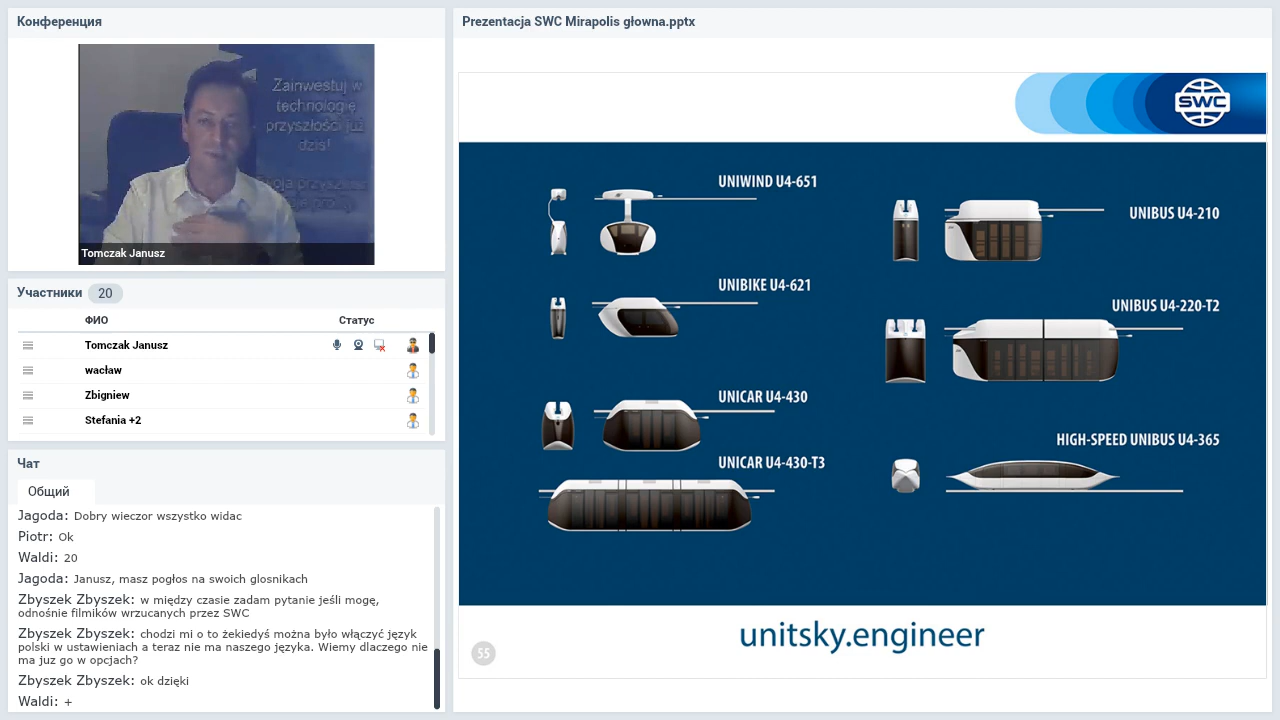 Конференция
Zainwestuj w
technologie
przyszłości już
dziś!
Tomczak Janusz
Участники 20
ФИО Статус
Tomczak Janusz
wacław
Zbigniew
Stefania +2
Чат
Общий
Jagoda: Dobry wieczor wszystko widac
Piotr: Ok
Waldi: 20
Jagoda: Janusz, masz pogłos na swoich glosnikach
Zbyszek Zbyszek: w między czasie zadam pytanie jeśli mogę,
odnośnie filmików wrzucanych przez SWC
Zbyszek Zbyszek: chodzi mi o to żekiedyś można było włączyć język
polski w ustawieniach a teraz nie ma naszego języka. Wiemy dlaczego nie
ma juz go w opcjach?
Zbyszek Zbyszek: ok dzięki
Waldi: +
Prezentacja SWC Mirapolis głowna.pptx
SWC
UNIWIND U4-651
UNIBIKE U4-621
UNICAR U4-430
UNICAR U4-430-T3
UNIBUS U4-210
UNIBUS U4-220-T2
HIGH-SPEED UNIBUS U4-365
unitsky.engineer
55